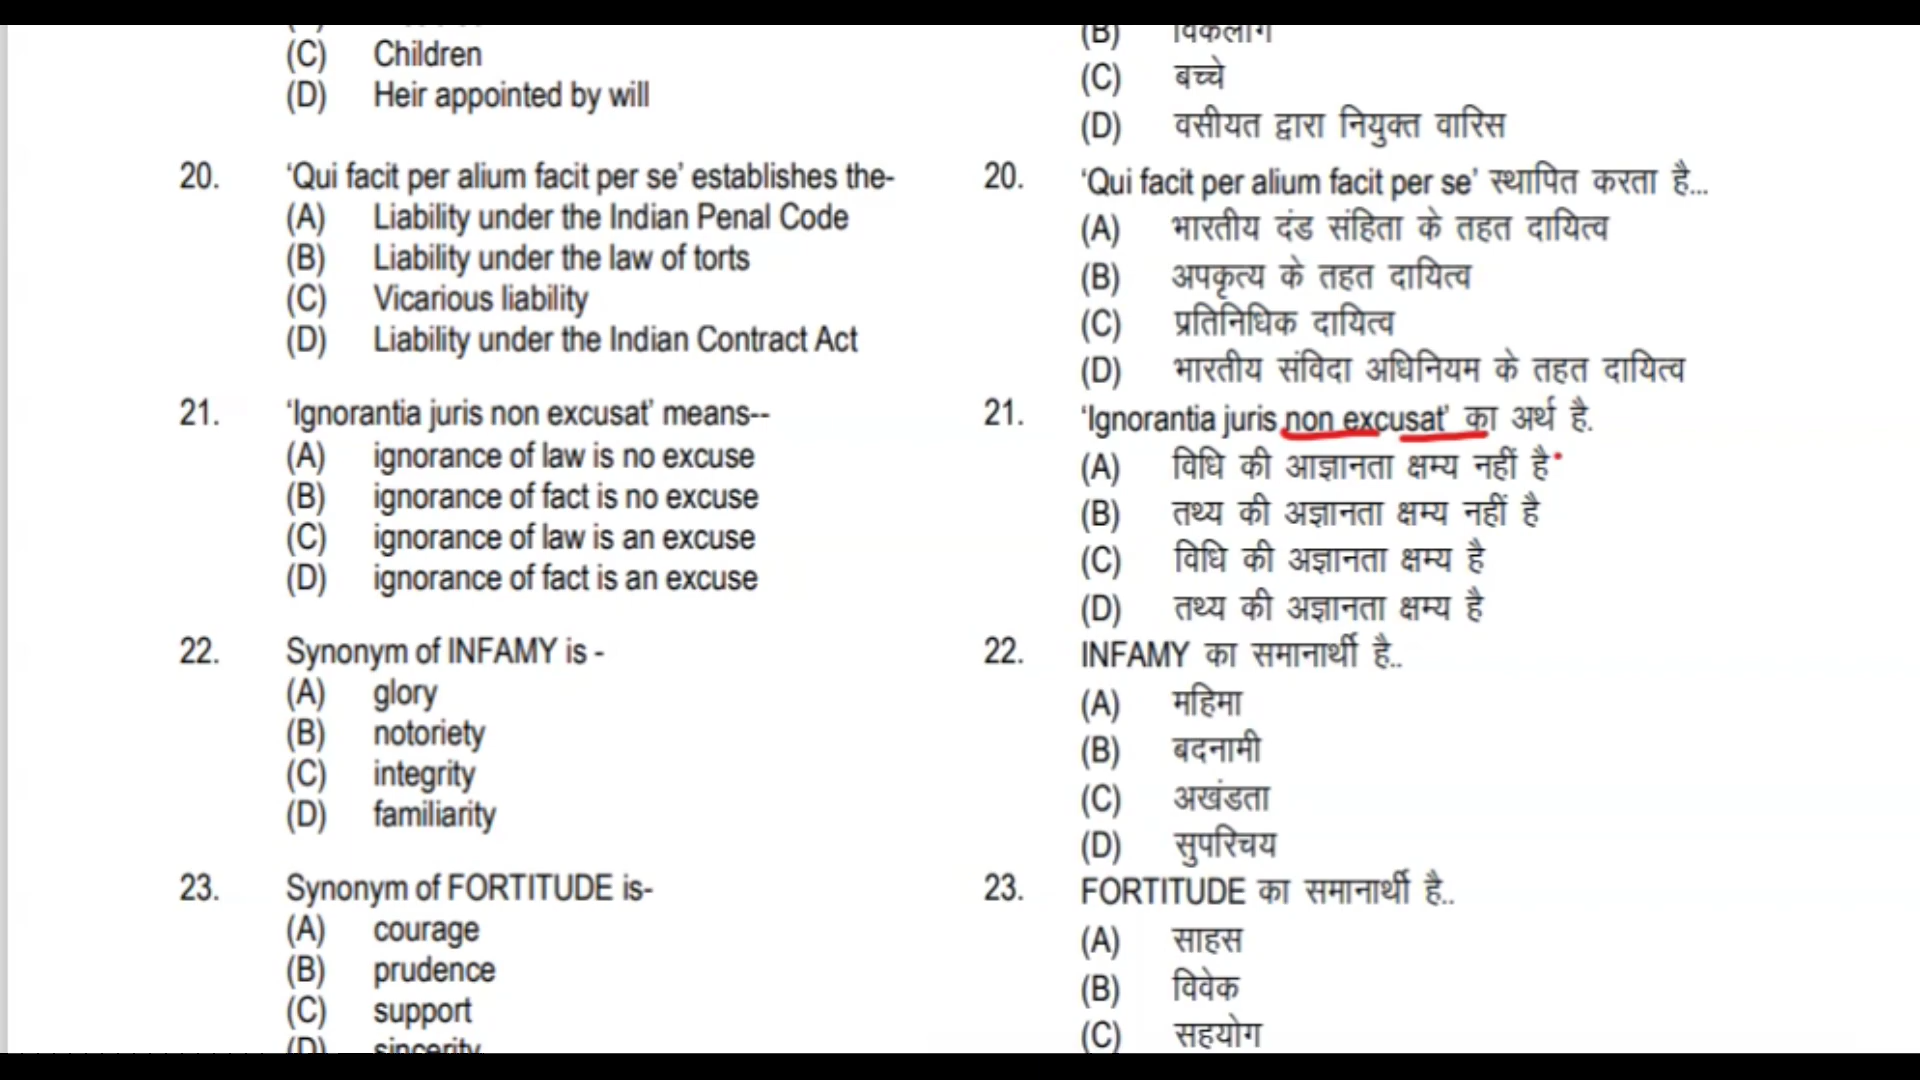 (C) Children
(D) Heir appointed by will
20. ‘Qui facit per alium facit per se’ establishes the-
(A) Liability under the Indian Penal Code
(B) Liability under the law of torts
(C) Vicarious liability
(D) Liability under the Indian Contract Act
21. ‘Ignorantia juris non excusat’ means--
(A) ignorance of law is no excuse
(B) ignorance of fact is no excuse
(C) ignorance of law is an excuse
(D) ignorance of fact is an excuse
22. Synonym of INFAMY is -
(A) glory
(B) notoriety
(C) integrity
(D) familiarity
23. Synonym of FORTITUDE is-
(A) courage
(B) prudence
(C) support
(D) sincerity
(B) विकलांग
(C) बच्चे
(D) वसीयत द्वारा नियुक्त वारिस
20. ‘Qui facit per alium facit per se’ स्थापित करता है...
(A) भारतीय दंड संहिता के तहत दायित्व
(B) अपकृत्य के तहत दायित्व
(C) प्रतिनिधिक दायित्व
(D) भारतीय संविदा अधिनियम के तहत दायित्व
21. ‘Ignorantia juris non excusat’ का अर्थ है.
(A) विधि की आज्ञानता क्षम्य नहीं है
(B) तथ्य की अज्ञानता क्षम्य नहीं है
(C) विधि की अज्ञानता क्षम्य है
(D) तथ्य की अज्ञानता क्षम्य है
22. INFAMY का समानार्थी है..
(A) महिमा
(B) बदनामी
(C) अखंडता
(D) सुपरिचय
23. FORTITUDE का समानार्थी है..
(A) साहस
(B) विवेक
(C) सहयोग